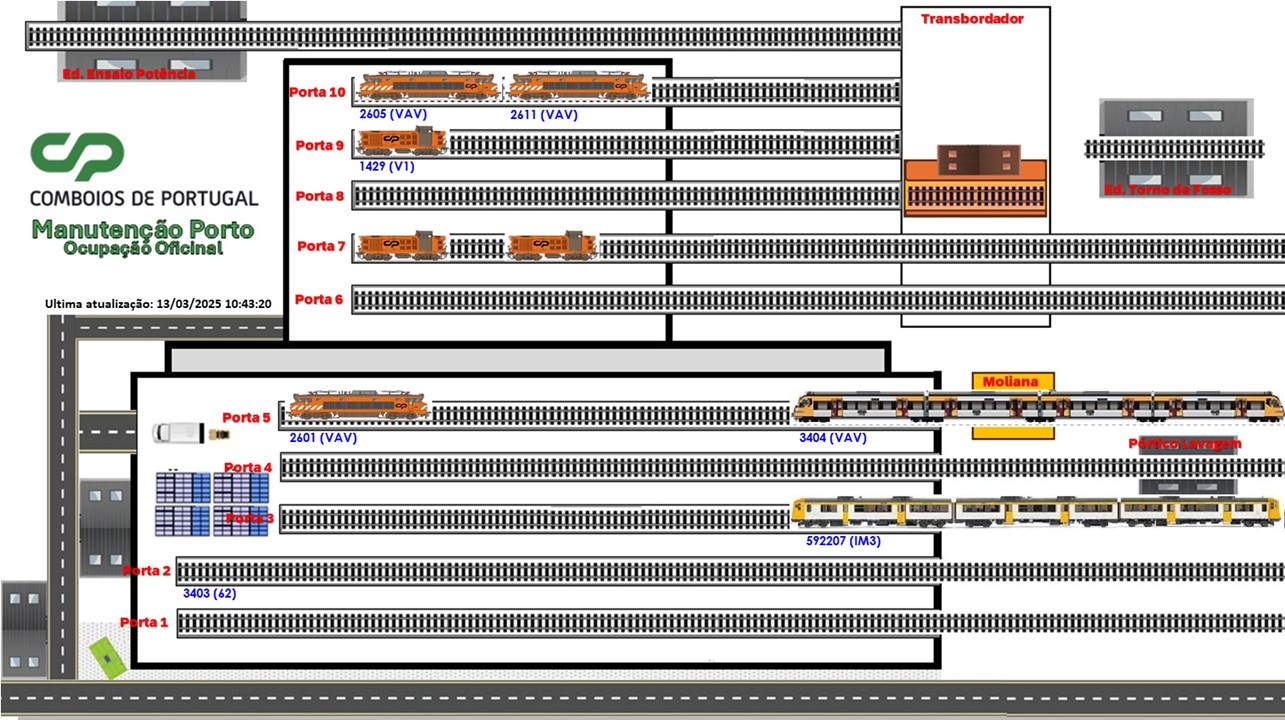 Transbordador
Ed. Ensaio Potência
Porta 10
2605 (VAV)
2611 (VAV)
Porta 9
1429 (V1)
CP
COMBOIOS DE PORTUGAL
Manutenção Porto
Ocupação Oficinal
Porta 8
Ed. Torno de Fosso
Porta 7
Porta 6
Ultima atualização: 13/03/2025 10:43:20
Moliana
Porta 5
2601 (VAV)
3404 (VAV)
Pórtico Lavagem
Porta 4
Porta 3
592207 (IM3)
Porta 2
3403 (62)
Porta 1